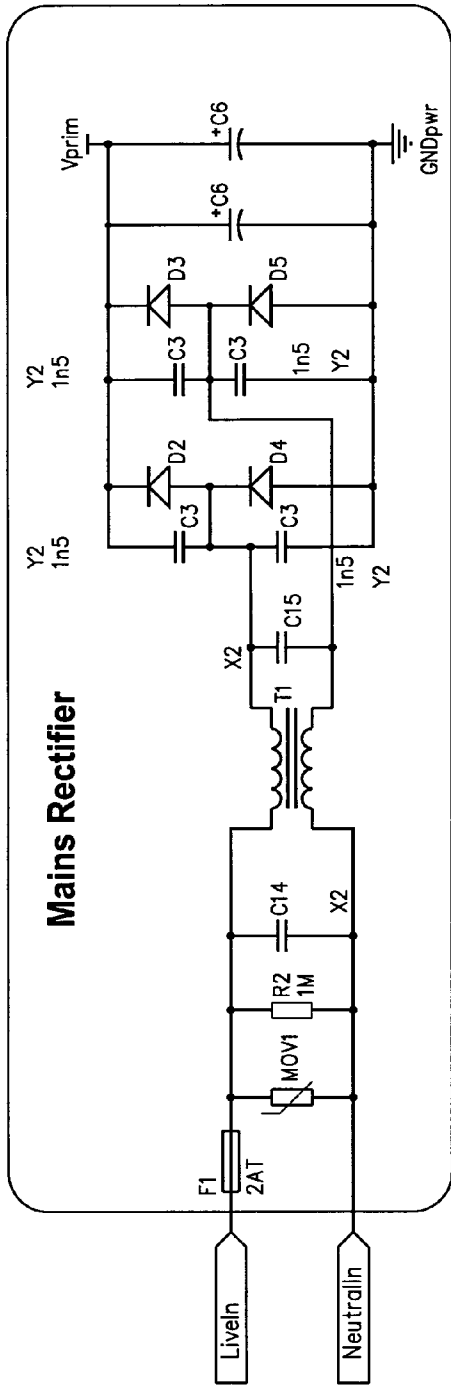 Mains Rectifier
LiveIn
NeutralIn
F1
2AT
MOV1
R2
1M
C14
X2
T1
X2
C15
Y2
1n5
C3
D2
C3
D4
1n5
Y2
Y2
1n5
C3
D3
C3
D5
1n5
Y2
+C6
+C6
Vprim
GNDpwr